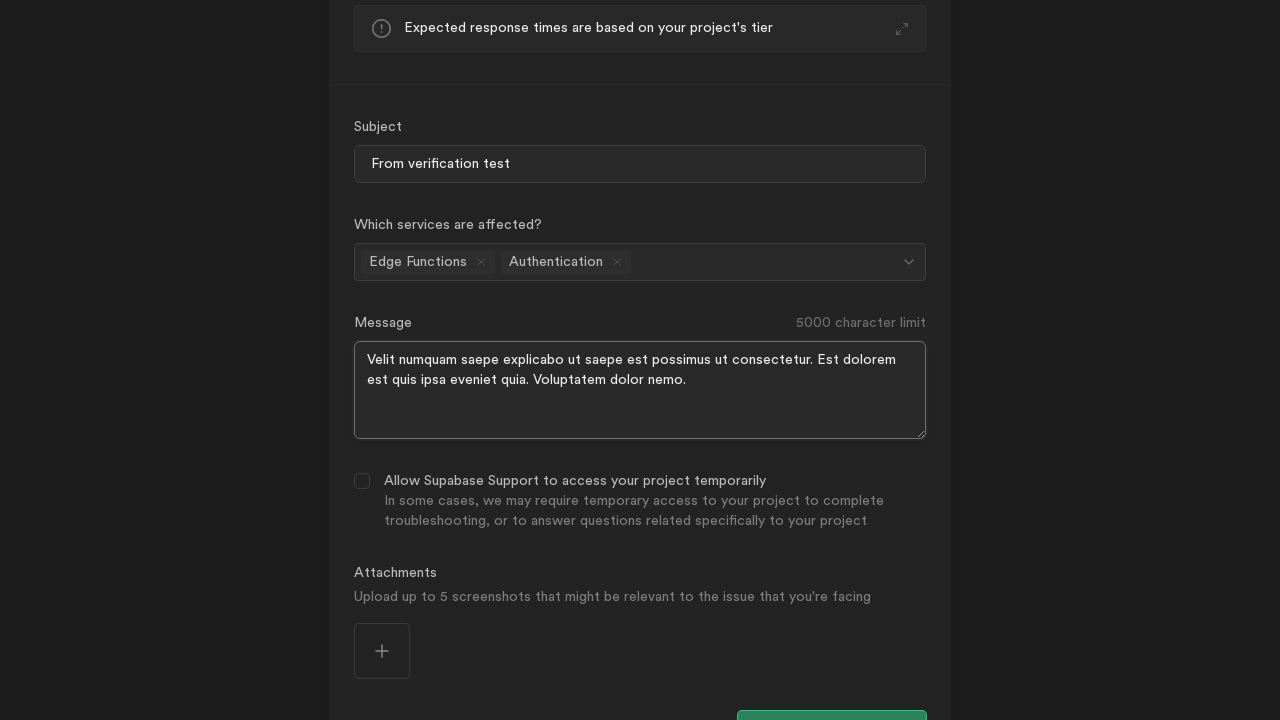 Expected response times are based on your project's tier
Subject
From verification test
Which services are affected?
Edge Functions
Authentication
Message
5000 character limit
Velit numquam saepe explicabo ut saepe est possimus ut consectetur. Est dolorem
est quis ipsa eveniet quia. Voluptatem dolor nemo.
Allow Supabase Support to access your project temporarily
In some cases, we may require temporary access to your project to complete
troubleshooting, or to answer questions related specifically to your project
Attachments
Upload up to 5 screenshots that might be relevant to the issue that you're facing